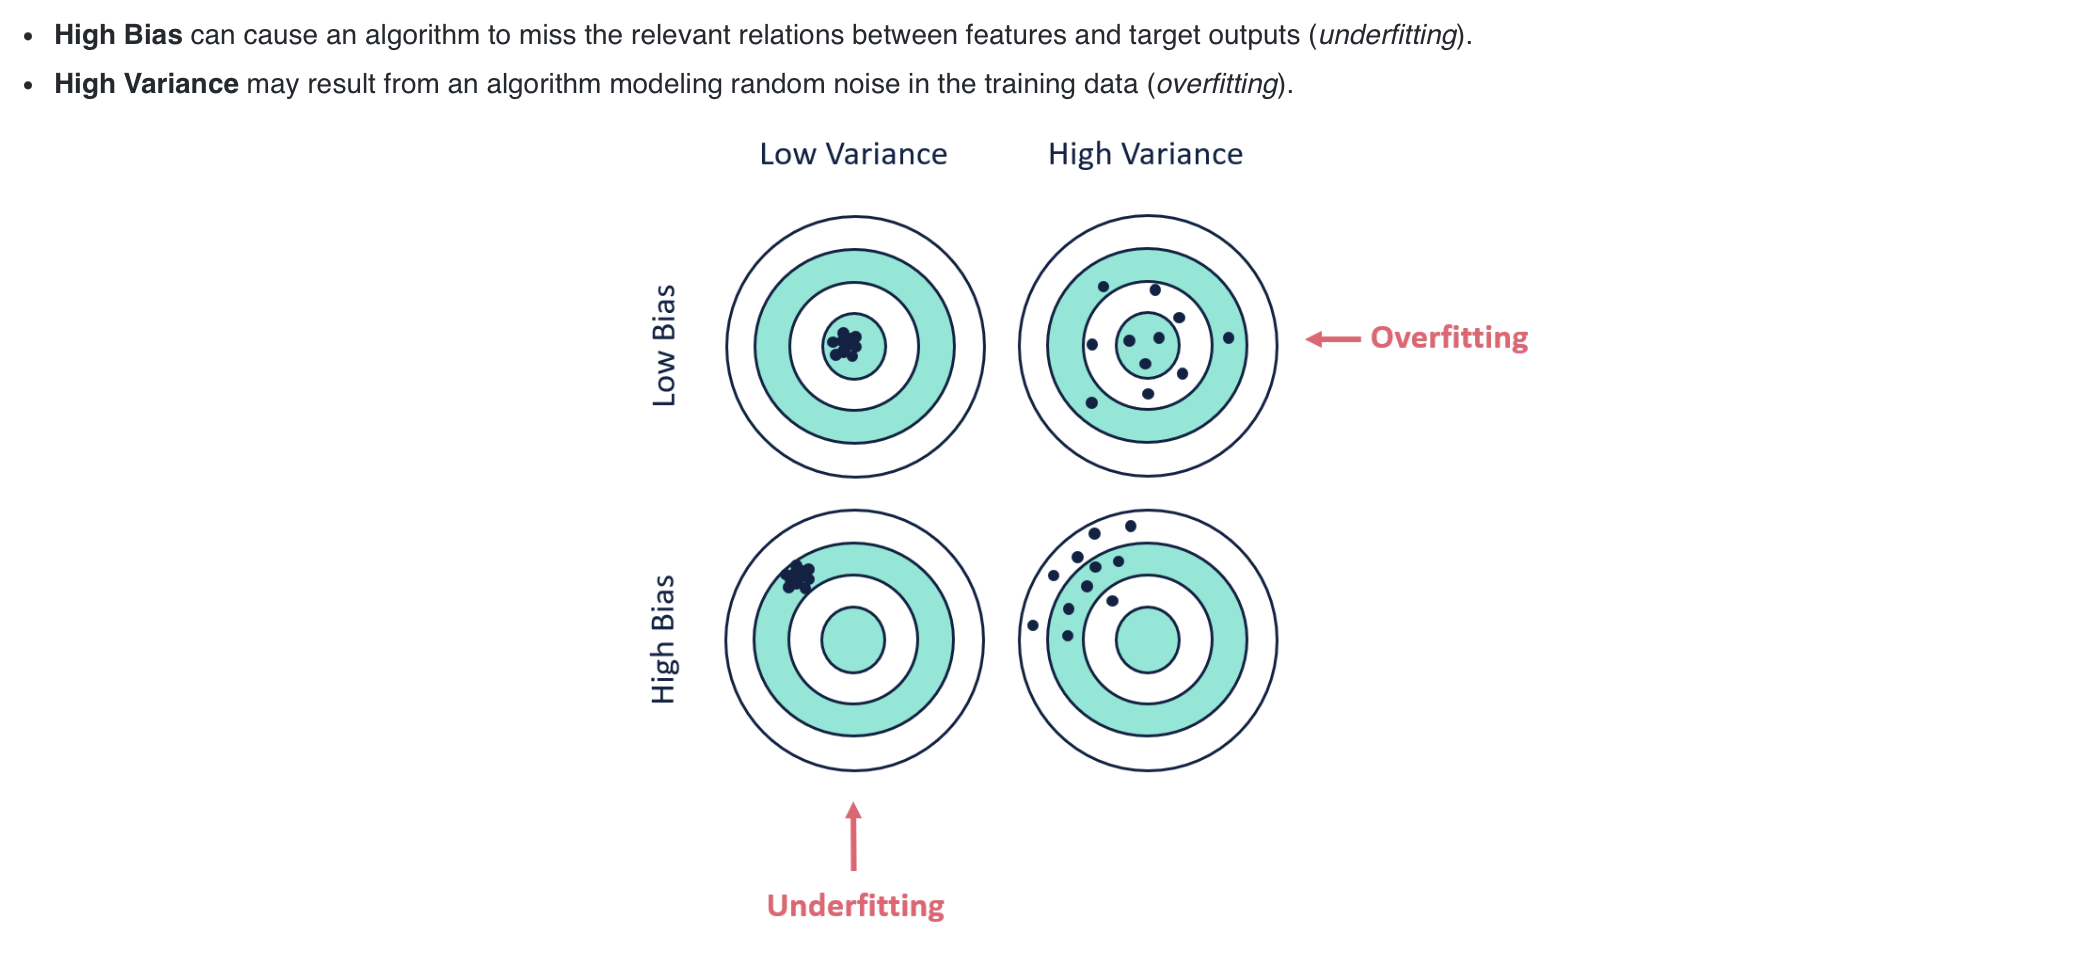 High Bias can cause an algorithm to miss the relevant relations between features and target outputs (underfitting).
High Variance may result from an algorithm modeling random noise in the training data (overfitting).
Low Variance
High Variance
Low Bias
Overfitting
High Bias
Underfitting